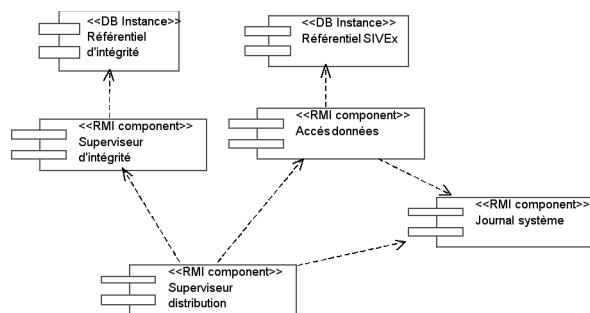 <<DB Instance>>
Référentiel
d'intégrité
<<DB Instance>>
Référentiel SIVEx
<<RMI component>>
Superviseur
d'intégrité
<<RMI component>>
Accés données
<<RMI component>>
Journal système
<<RMI component>>
Superviseur
distribution